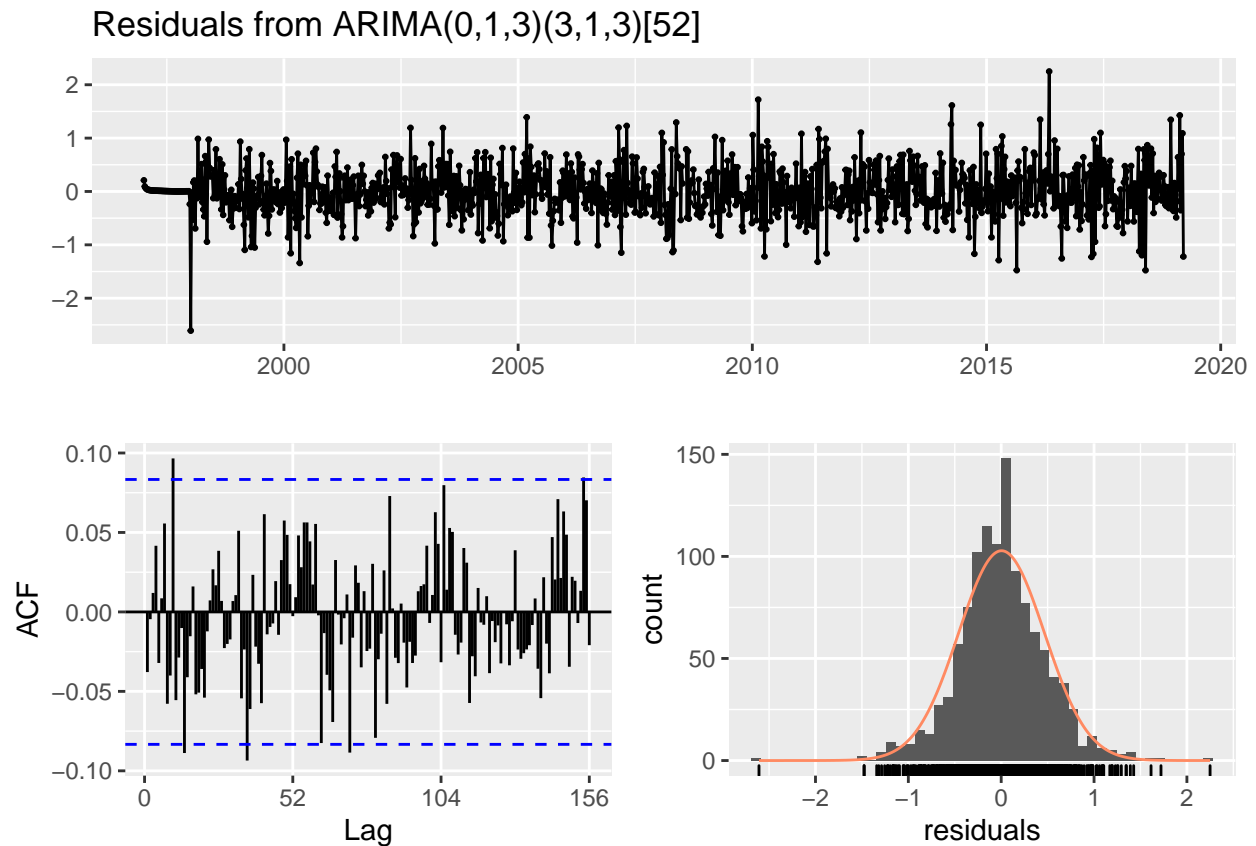 Residuals from ARIMA(0,1,3)(3,1,3)[52]
2
1
0
−1
−2
2000 2005 2010 2015 2020
0.10
0.05
0.00
−0.05
−0.10
ACF
0 52 104 156
Lag
150
100
50
0
count
−2 −1 0 1 2
residuals